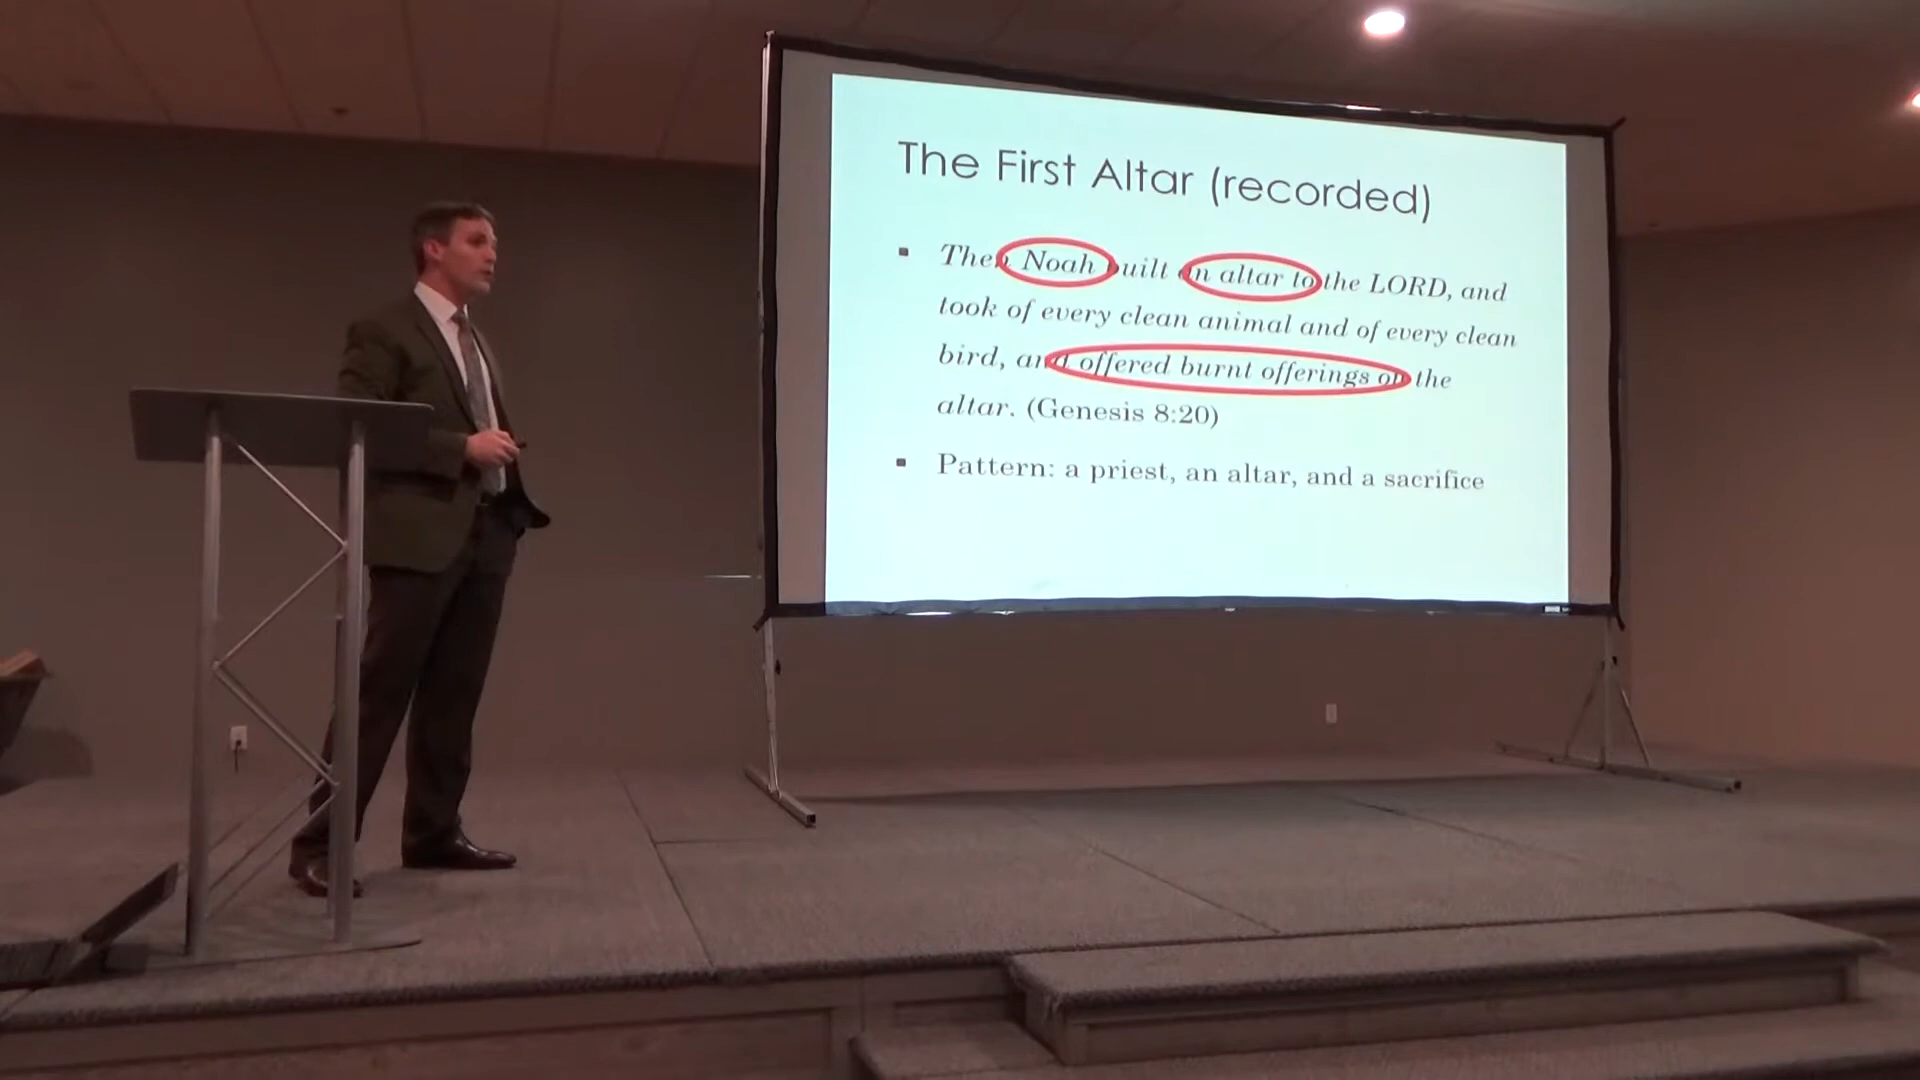 The First Altar (recorded)
▪ Then Noah built an altar to the LORD, and
took of every clean animal and of every clean
bird, and offered burnt offerings on the
altar. (Genesis 8:20)
▪ Pattern: a priest, an altar, and a sacrifice